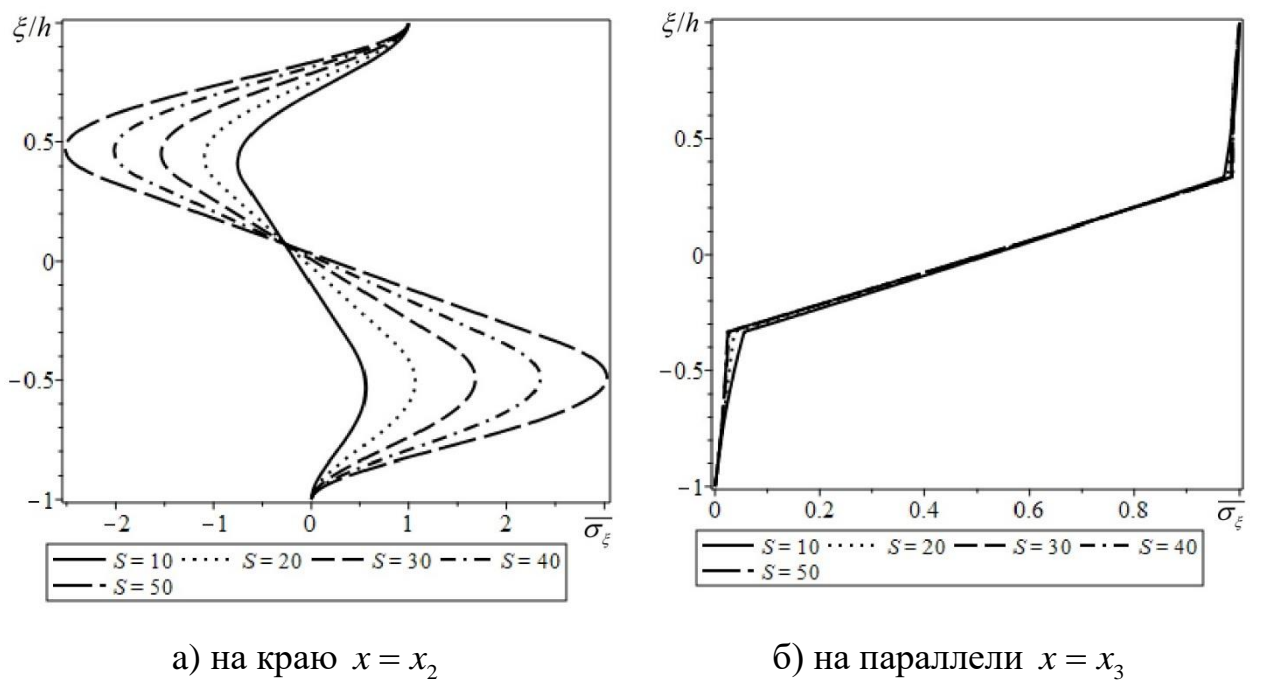 ξ/h
0.5
0
−0.5
−1
−2
−1
0
1
2
σ̅_ξ
S = 10 S = 20 S = 30 S = 40
S = 50
а) на краю x = x₂
ξ/h
0.5
0
−0.5
−1
0
0.2
0.4
0.6
0.8
σ̅_ξ
S = 10 S = 20 S = 30 S = 40
S = 50
б) на параллели x = x₃